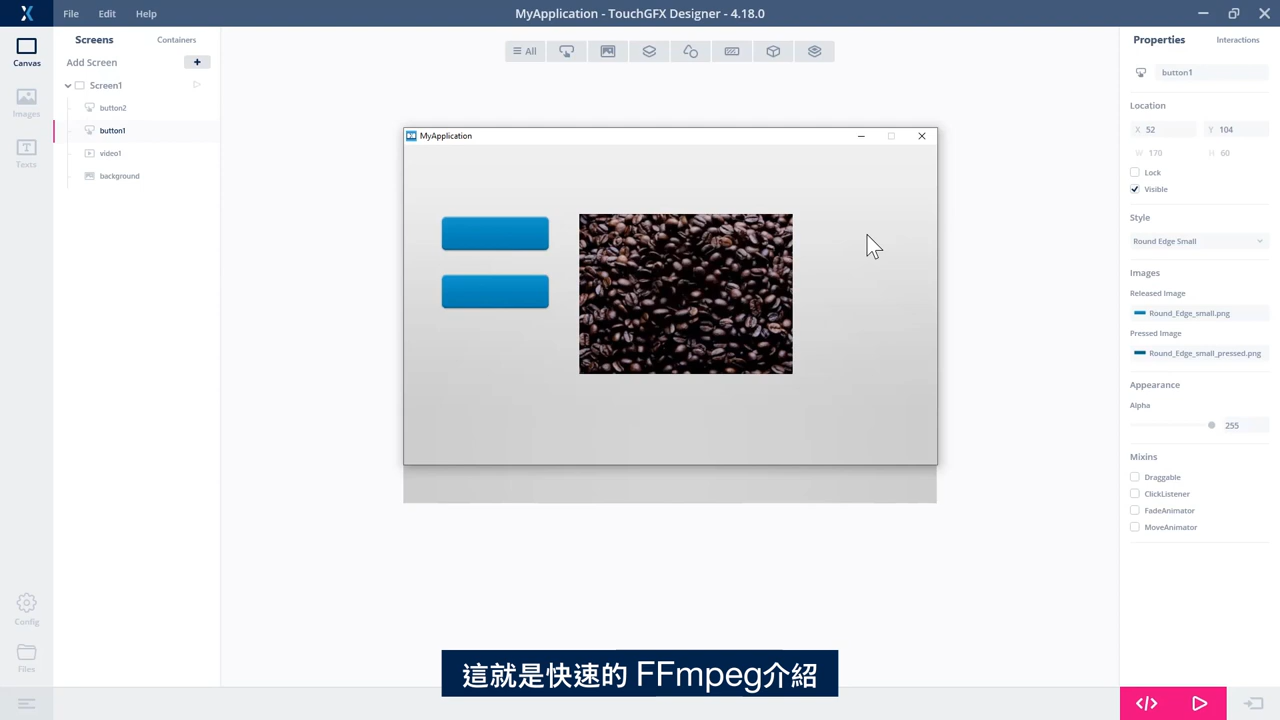 File Edit Help
MyApplication - TouchGFX Designer - 4.18.0
Canvas
Images
Texts
Config
Files
Screens Containers
Add Screen +
Screen1
button2
button1
video1
background
All
MyApplication
Properties Interactions
button1
Location
X 52 Y 104
W 170 H 60
Lock
Visible
Style
Round Edge Small
Images
Released Image
Round_Edge_small.png
Pressed Image
Round_Edge_small_pressed.png
Appearance
Alpha
255
Mixins
Draggable
ClickListener
FadeAnimator
MoveAnimator
這就是快速的 FFmpeg介紹